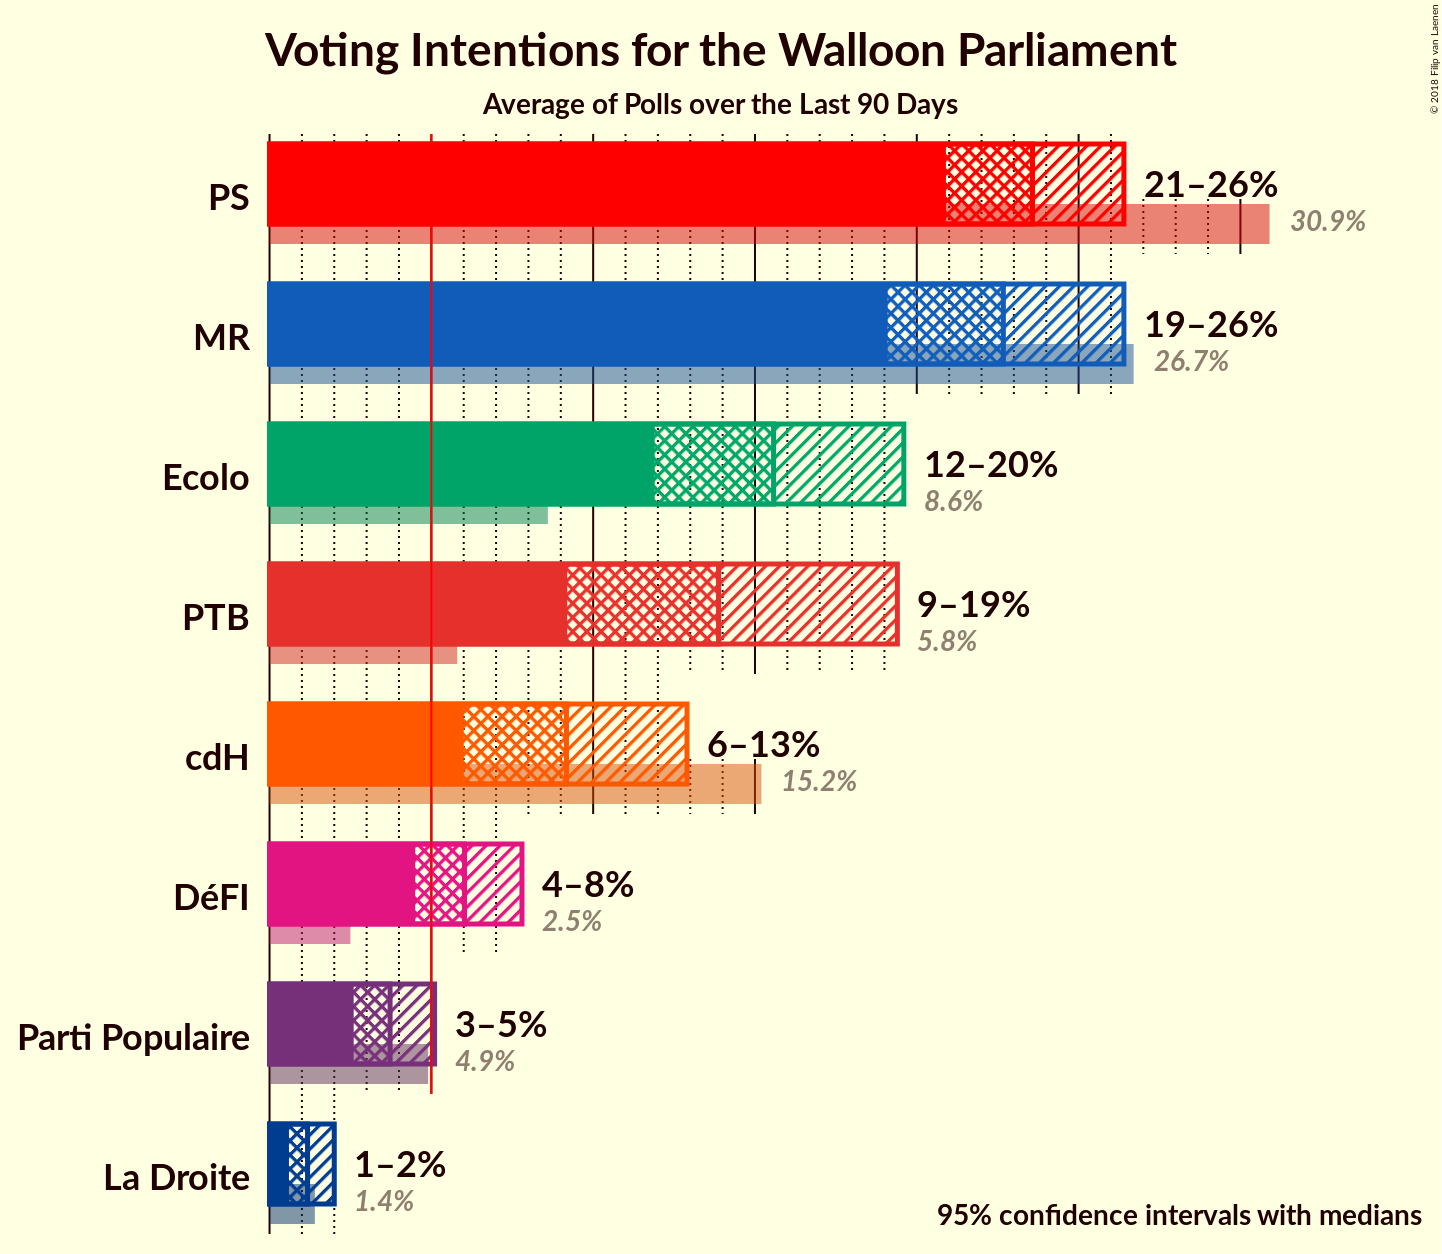 Voting Intentions for the Walloon Parliament
Average of Polls over the Last 90 Days
© 2018 Filip van Laenen
PS
21–26%
30.9%
MR
19–26%
26.7%
Ecolo
12–20%
8.6%
PTB
9–19%
5.8%
cdH
6–13%
15.2%
DéFI
4–8%
2.5%
Parti Populaire
3–5%
4.9%
La Droite
1–2%
1.4%
95% confidence intervals with medians